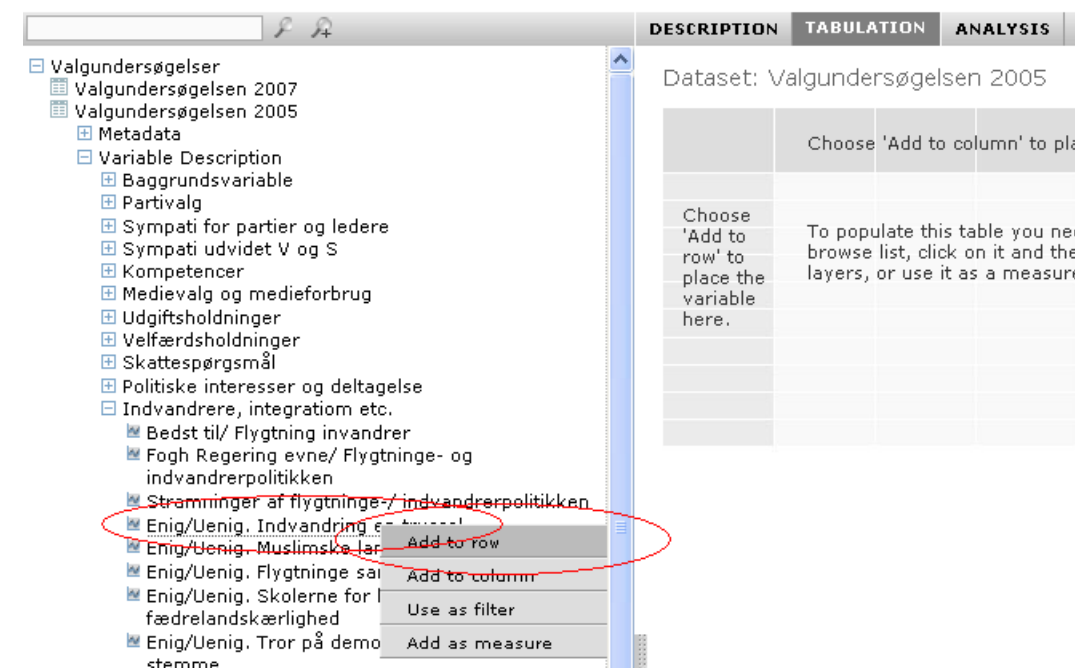 Valgundersøgelser
Valgundersøgelsen 2007
Valgundersøgelsen 2005
Metadata
Variable Description
Baggrundsvariable
Partivalg
Sympati for partier og ledere
Sympati udvidet V og S
Kompetencer
Medievalg og medieforbrug
Udgiftsholdninger
Velfærdsholdninger
Skattespørgsmål
Politiske interesser og deltagelse
Indvandrere, integratiom etc.
Bedst til/ Flygtning invandrer
Fogh Regering evne/ Flygtninge- og
indvandrerpolitikken
Stramninger af flygtninge-/ indvandrerpolitikken
Enig/Uenig. Indvandring en trussel
Enig/Uenig. Muslimske lan
Enig/Uenig. Flygtninge sa
Enig/Uenig. Skolerne for
fædrelandskærlighed
Enig/Uenig. Tror på demo
stemme
Add to row
Add to column
Use as filter
Add as measure
DESCRIPTION TABULATION ANALYSIS
Dataset: Valgundersøgelsen 2005
Choose 'Add to column' to pla
Choose
'Add to
row' to
place the
variable
here.
To populate this table you nee
browse list, click on it and the
layers, or use it as a measure